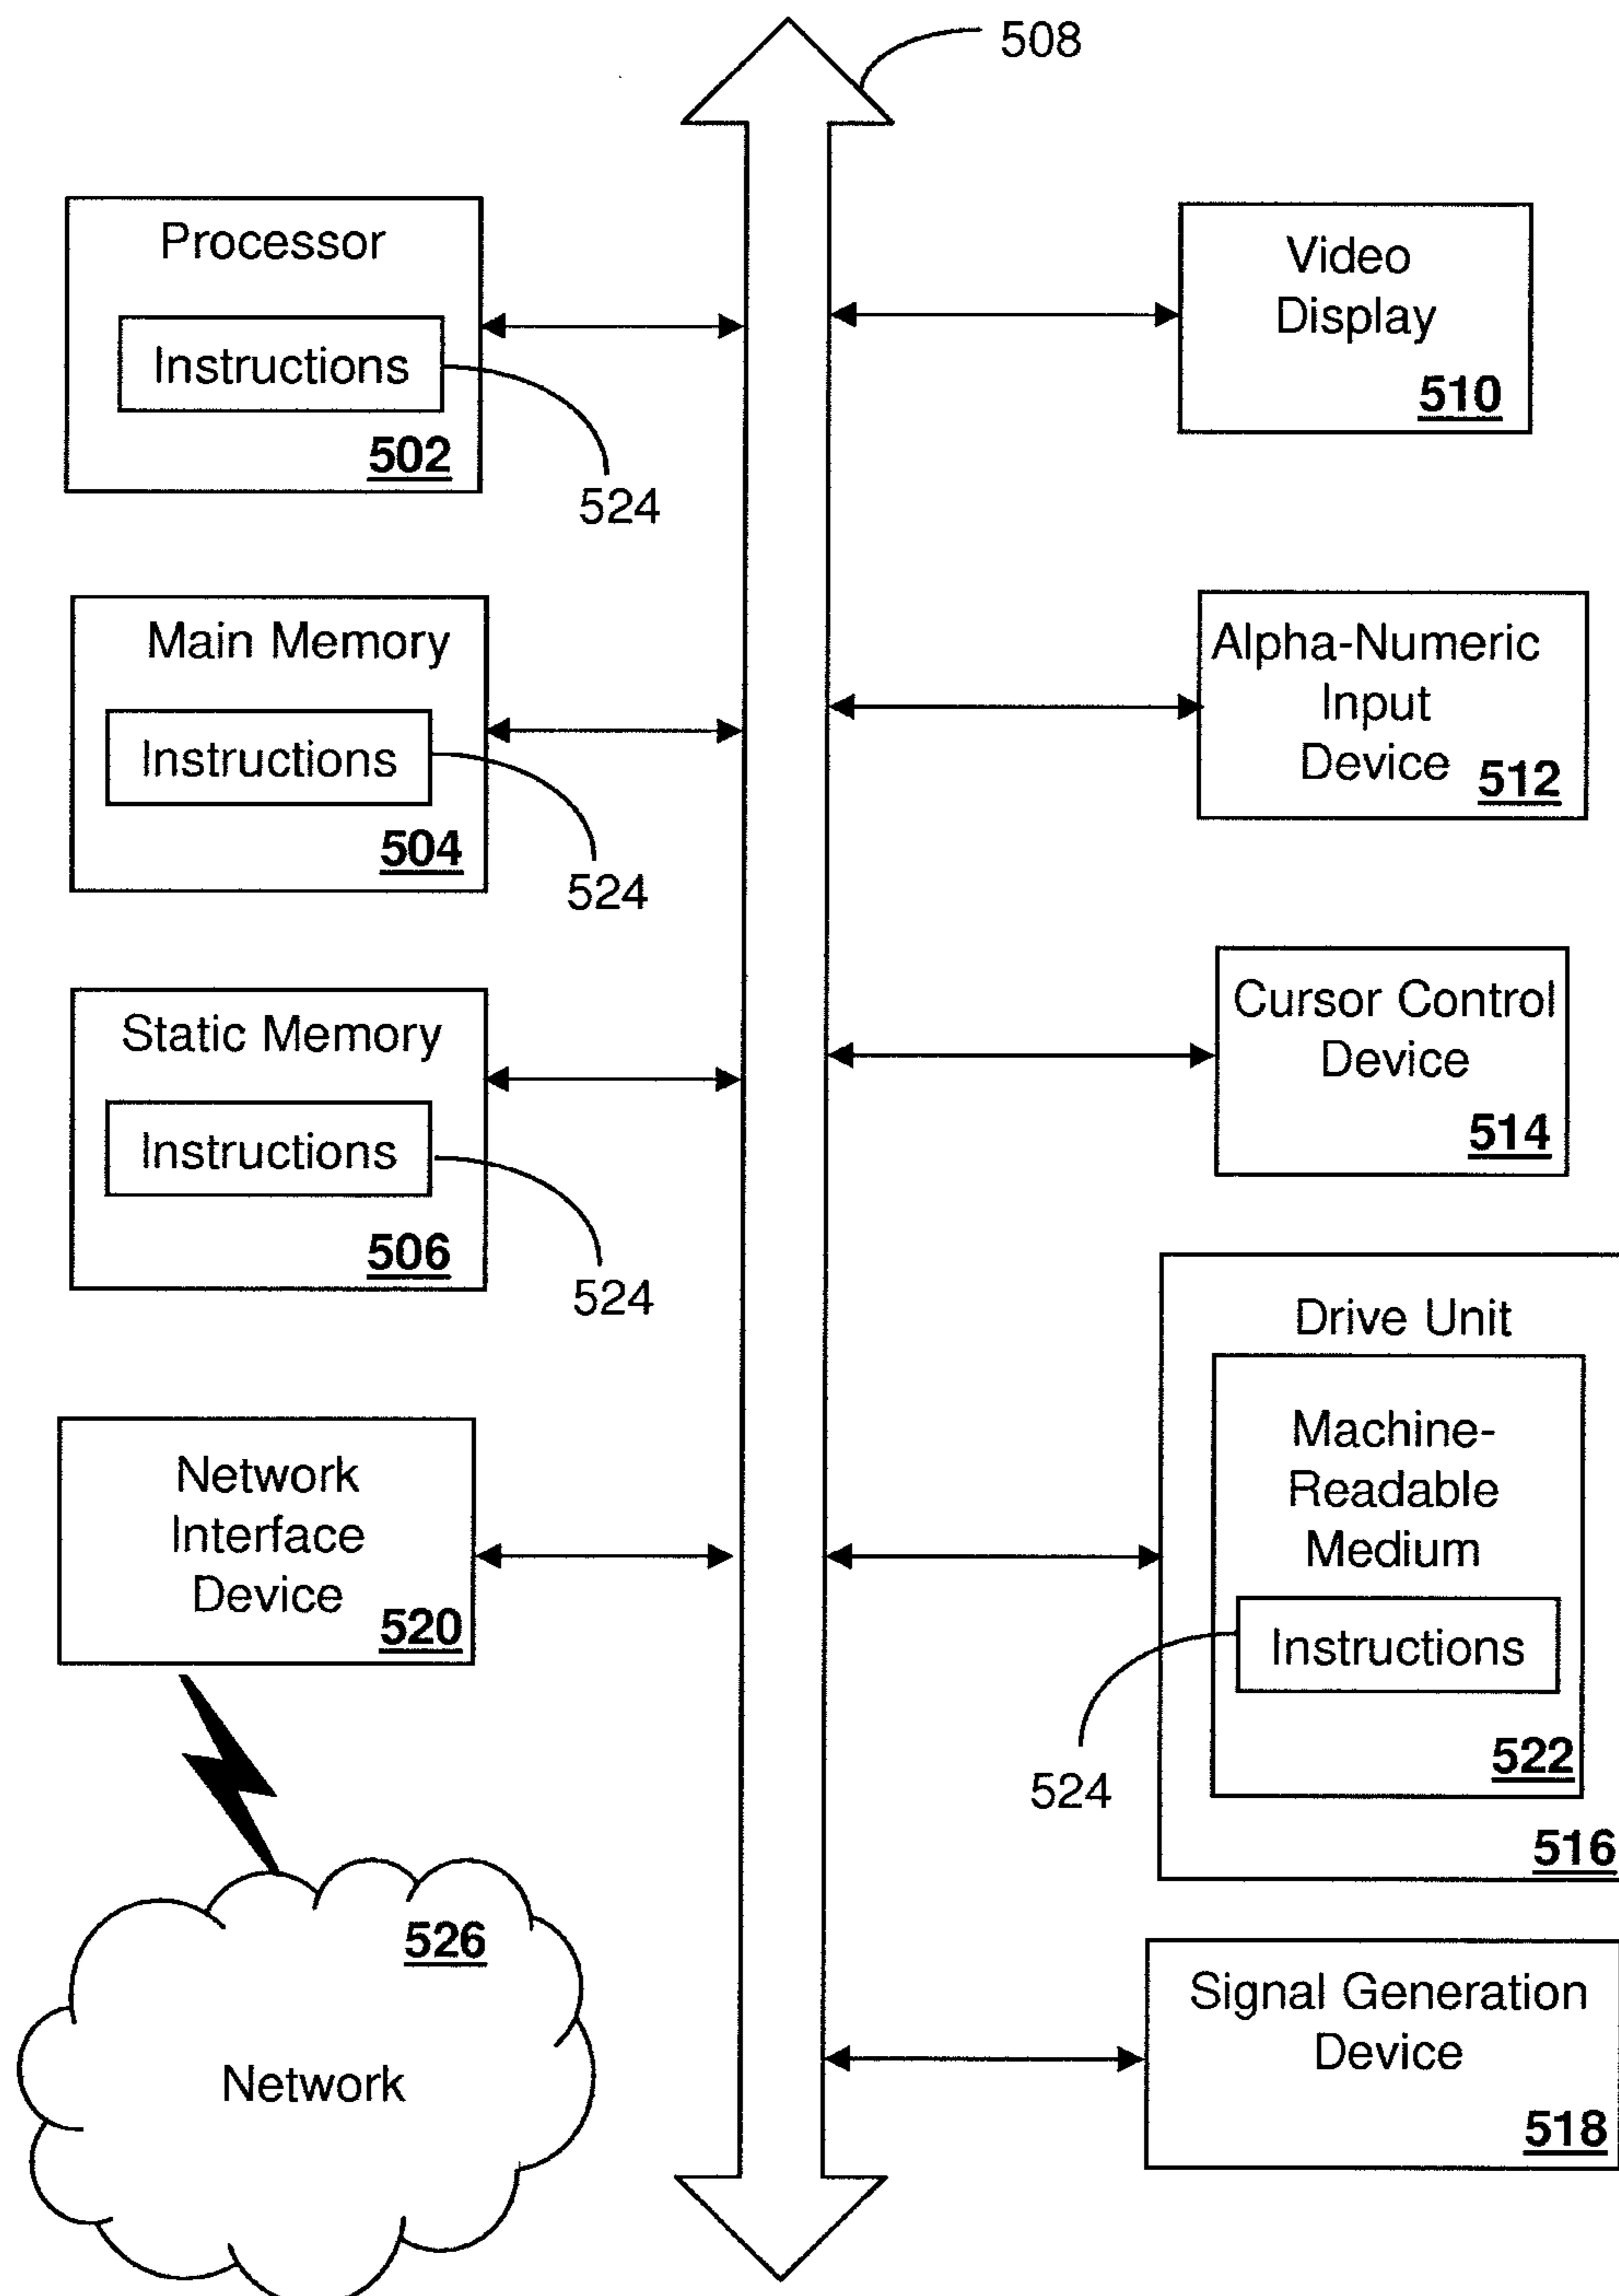 508
Processor
Instructions
502
524
Main Memory
Instructions
504
524
Static Memory
Instructions
506
524
Network
Interface
Device
520
526
Network
Video
Display
510
Alpha-Numeric
Input
Device
512
Cursor Control
Device
514
Drive Unit
Machine-
Readable
Medium
Instructions
524
522
516
Signal Generation
Device
518